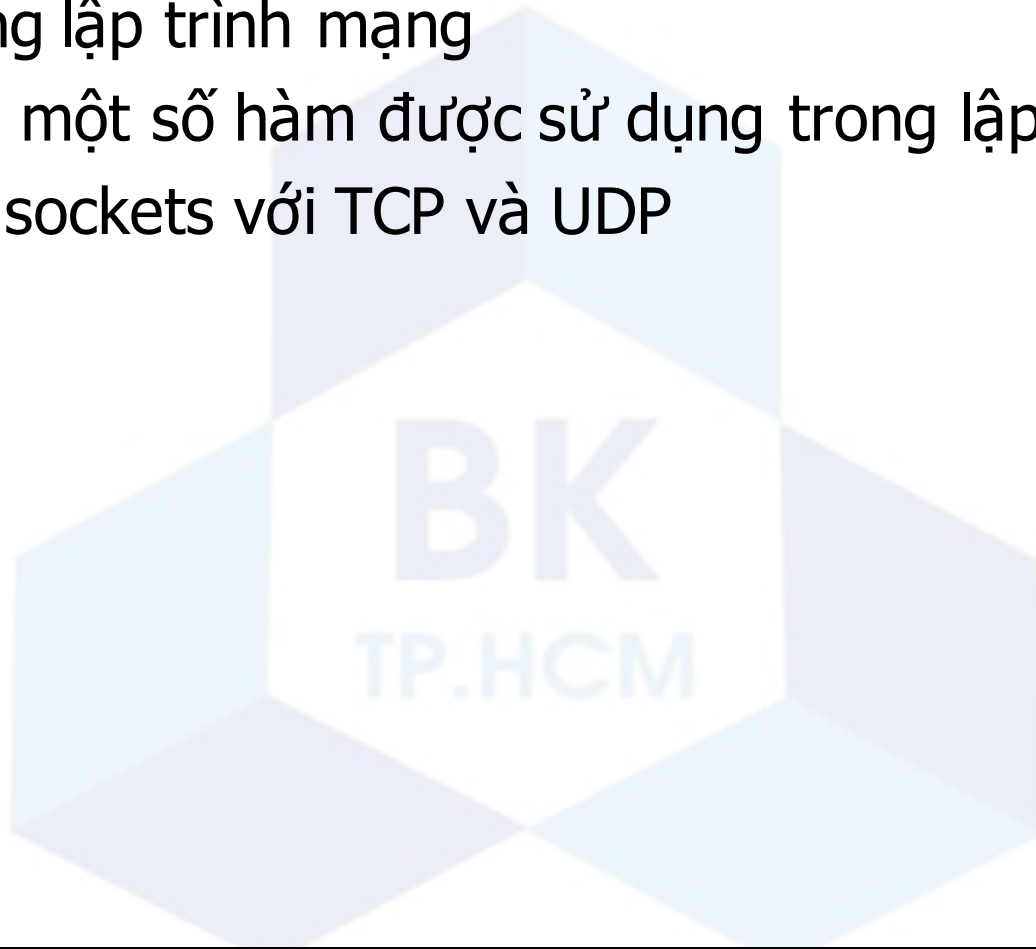 ng lập trình mạng
một số hàm được sử dụng trong lập
sockets với TCP và UDP
BK
TP.HCM